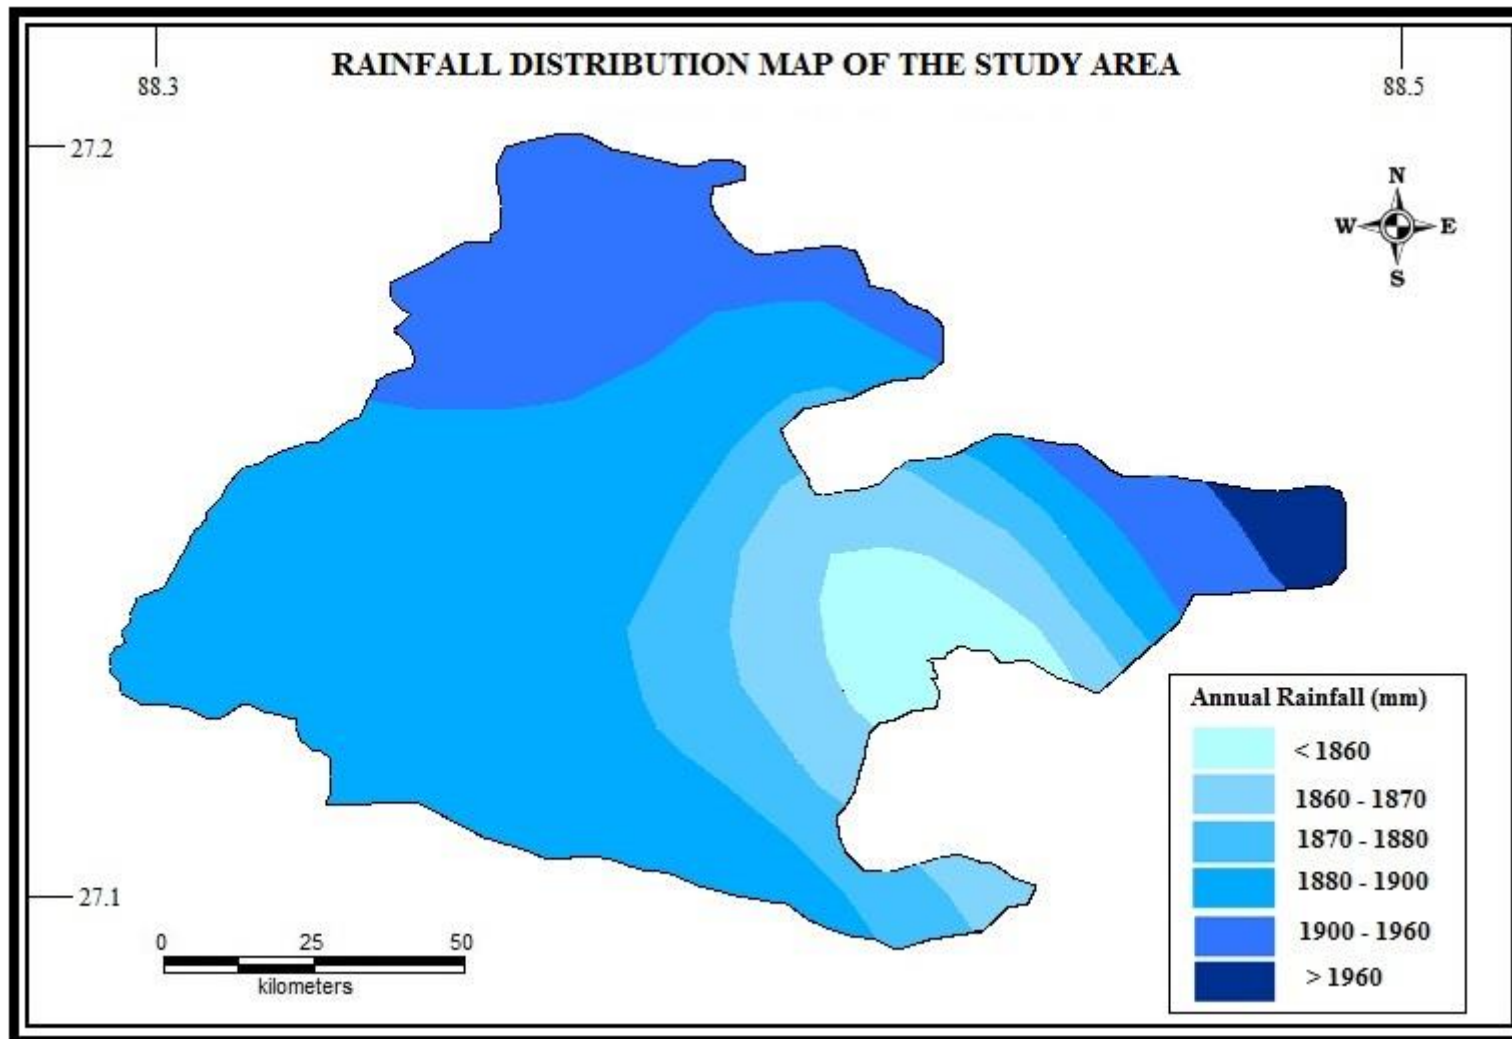 RAINFALL DISTRIBUTION MAP OF THE STUDY AREA
88.3
88.5
27.2
N
W E
S
Annual Rainfall (mm)
< 1860
1860 - 1870
1870 - 1880
1880 - 1900
1900 - 1960
> 1960
27.1
0 25 50
kilometers